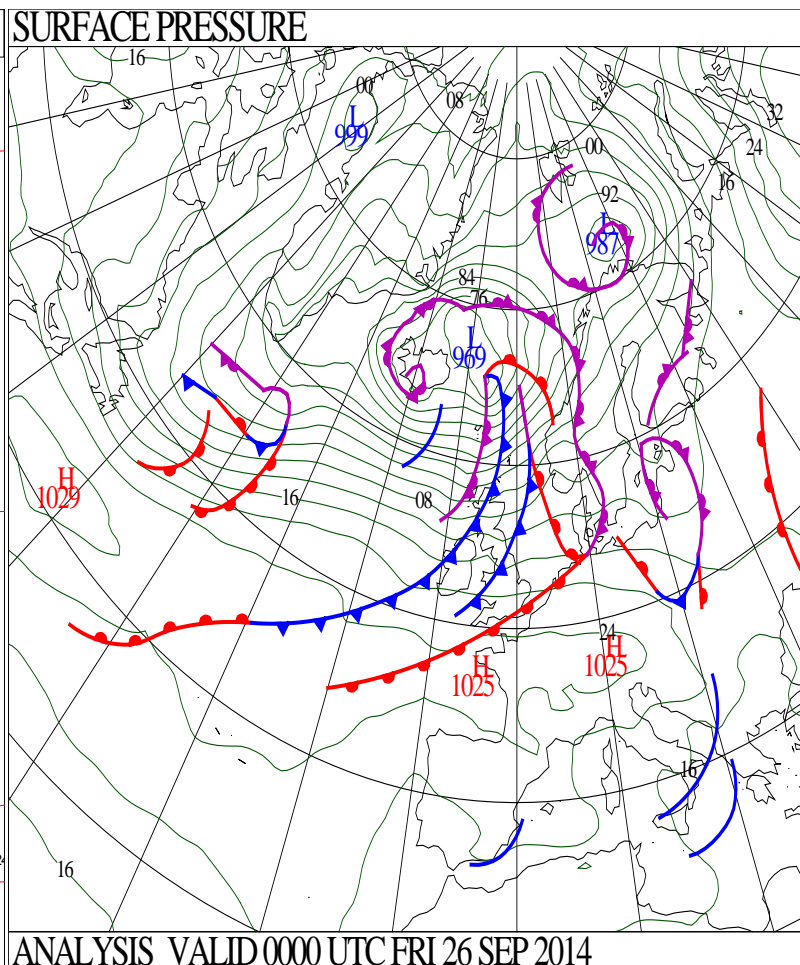 SURFACE PRESSURE
16
00
08
32
L
999
24
00
16
92
L
987
84
76
L
969
H
1029
16
08
24
H
1025
H
1025
16
16
ANALYSIS VALID 0000 UTC FRI 26 SEP 2014